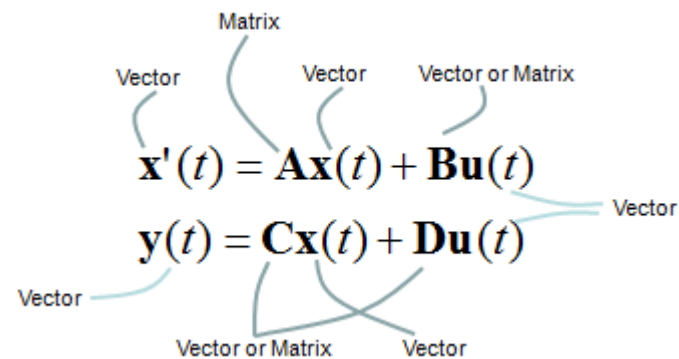 Matrix
Vector Vector Vector or Matrix
x'(t) = Ax(t) + Bu(t)
Vector
y(t) = Cx(t) + Du(t)
Vector
Vector or Matrix Vector